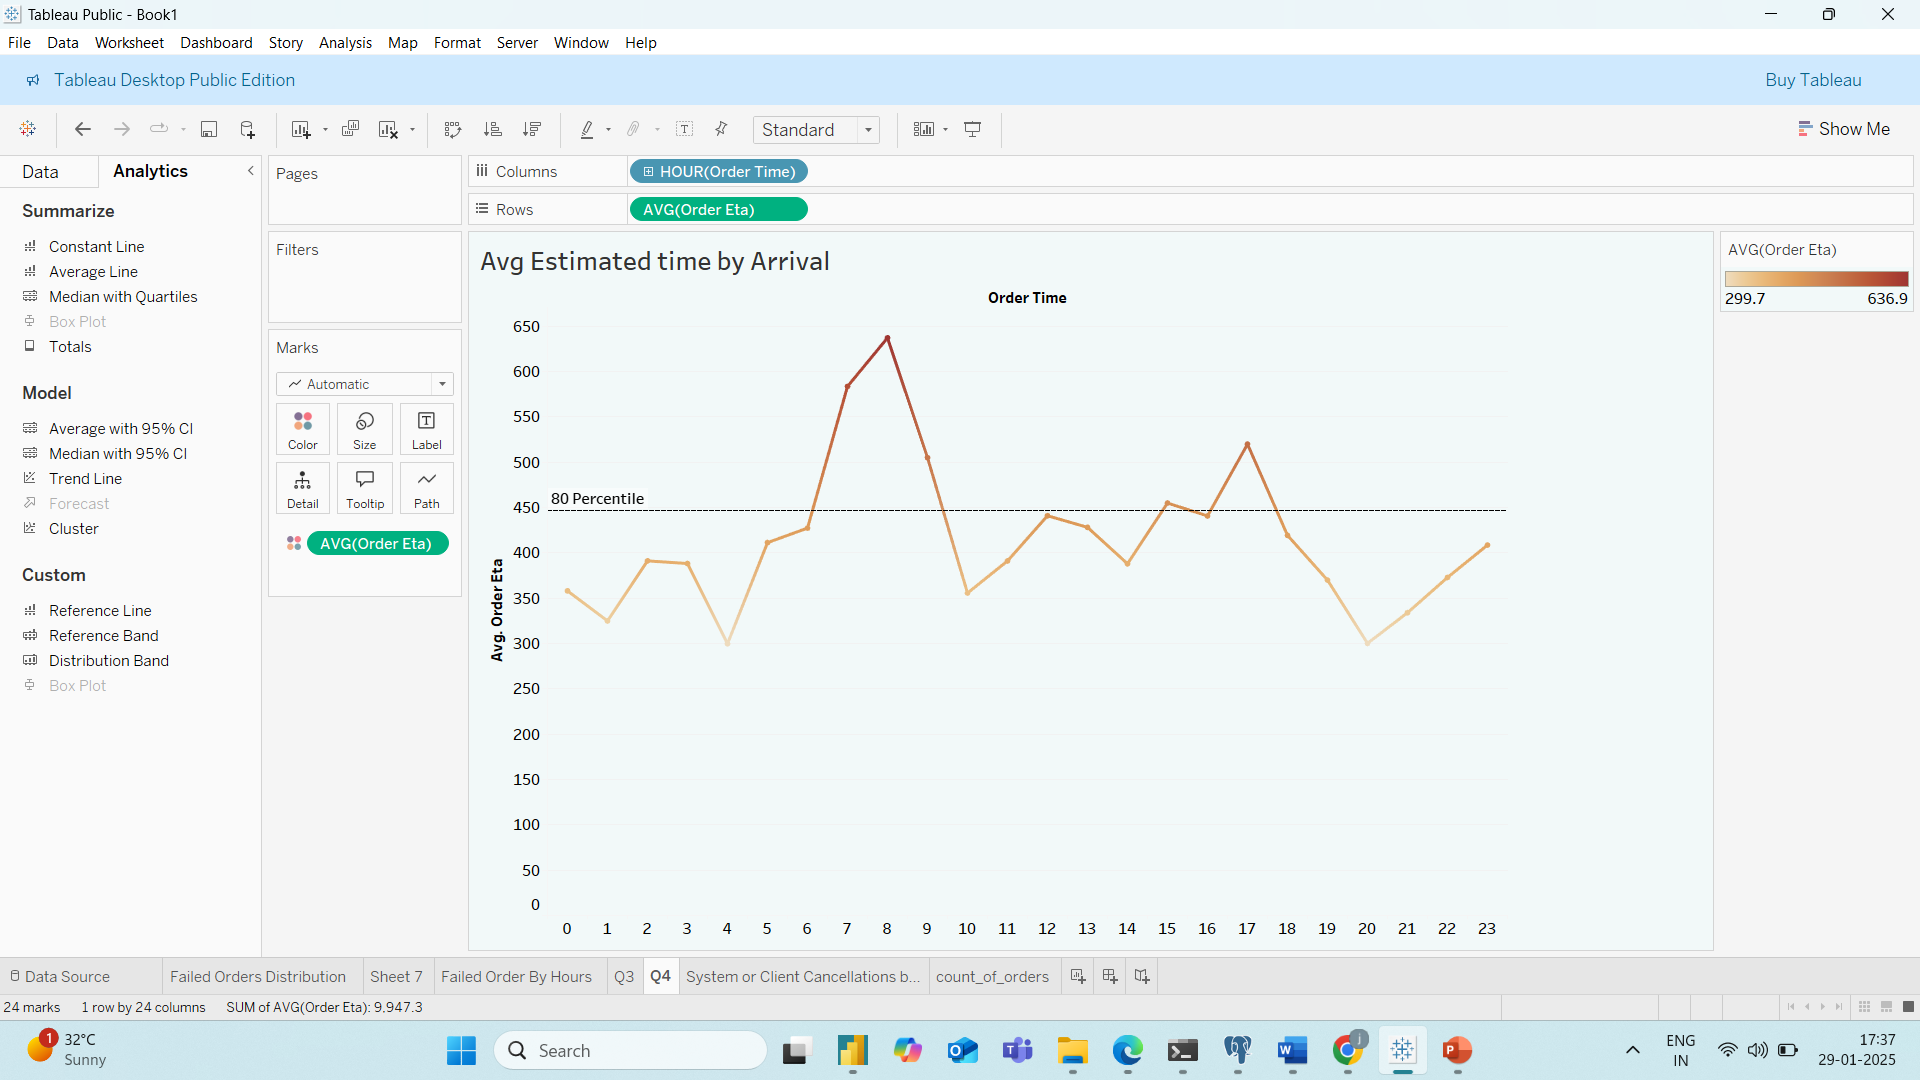 Tableau Public - Book1
File Data Worksheet Dashboard Story Analysis Map Format Server Window Help
Tableau Desktop Public Edition
Buy Tableau
Standard
Show Me
Data
Analytics
Summarize
Constant Line
Average Line
Median with Quartiles
Box Plot
Totals
Model
Average with 95% CI
Median with 95% CI
Trend Line
Forecast
Cluster
Custom
Reference Line
Reference Band
Distribution Band
Box Plot
Pages
Filters
Marks
Automatic
Color Size Label
Detail Tooltip Path
AVG(Order Eta)
Columns
HOUR(Order Time)
Rows
AVG(Order Eta)
Avg Estimated time by Arrival
Order Time
Avg. Order Eta
650
600
550
500
450
400
350
300
250
200
150
100
50
0
80 Percentile
0 1 2 3 4 5 6 7 8 9 10 11 12 13 14 15 16 17 18 19 20 21 22 23
AVG(Order Eta)
299.7 636.9
Data Source
Failed Orders Distribution
Sheet 7
Failed Order By Hours
Q3
Q4
System or Client Cancellations b...
count_of_orders
24 marks
1 row by 24 columns
SUM of AVG(Order Eta): 9,947.3
1
32°C
Sunny
Search
j
ENG
IN
17:37
29-01-2025